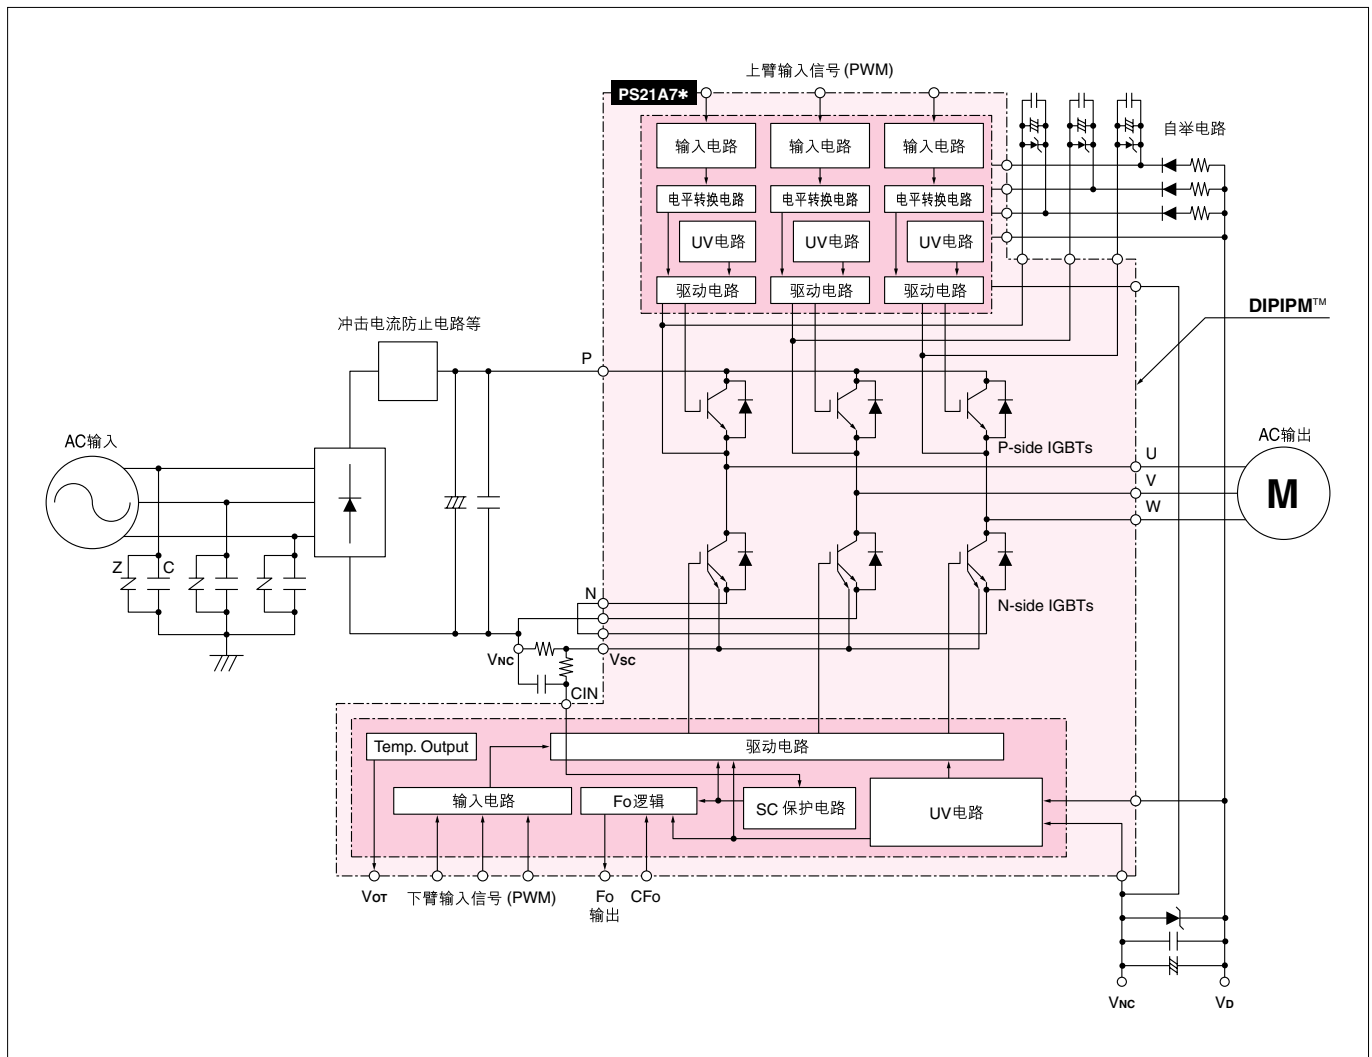 上臂输入信号 (PWM)
PS21A7*
自举电路
输入电路
输入电路
输入电路
电平转换电路
电平转换电路
电平转换电路
UV电路
UV电路
UV电路
驱动电路
驱动电路
驱动电路
DIPIPM™
冲击电流防止电路等
P
AC输入
P-side IGBTs
AC输出
U
V
W
M
Z
C
N
N-side IGBTs
VNC
VSC
CIN
Temp. Output
驱动电路
输入电路
Fo逻辑
SC 保护电路
UV电路
VOT
下臂输入信号 (PWM)
Fo
输出
CFo
VNC
VD